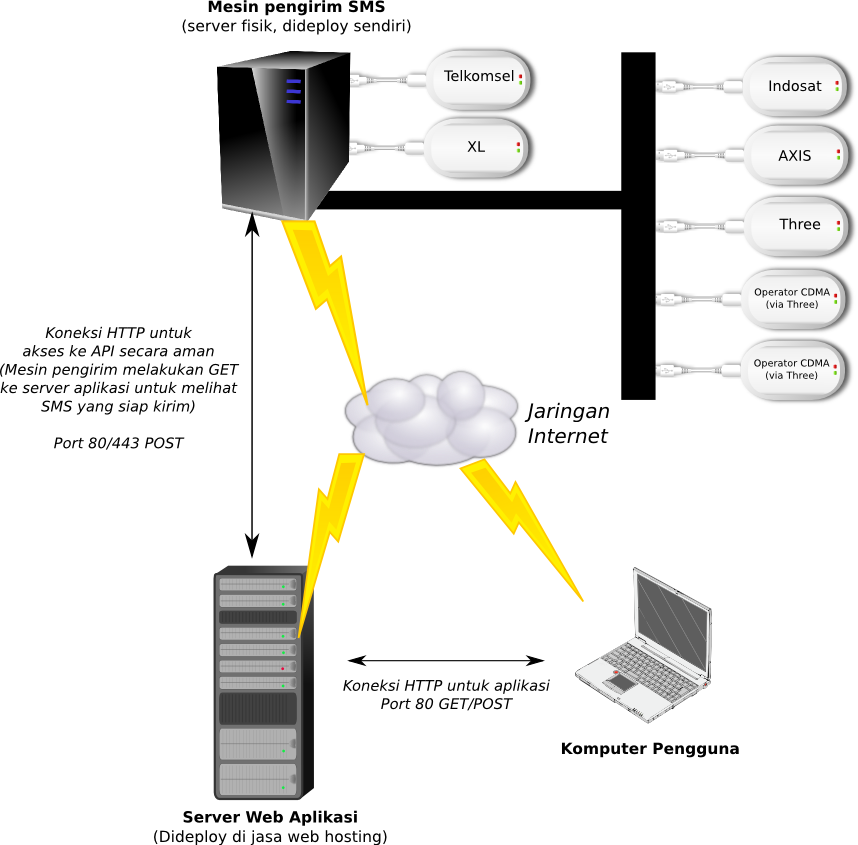 Mesin pengirim SMS
(server fisik, dideploy sendiri)
Telkomsel
XL
Indosat
AXIS
Three
Operator CDMA
(via Three)
Operator CDMA
(via Three)
Koneksi HTTP untuk
akses ke API secara aman
(Mesin pengirim melakukan GET
ke server aplikasi untuk melihat
SMS yang siap kirim)
Port 80/443 POST
Jaringan
Internet
Koneksi HTTP untuk aplikasi
Port 80 GET/POST
Komputer Pengguna
Server Web Aplikasi
(Dideploy di jasa web hosting)